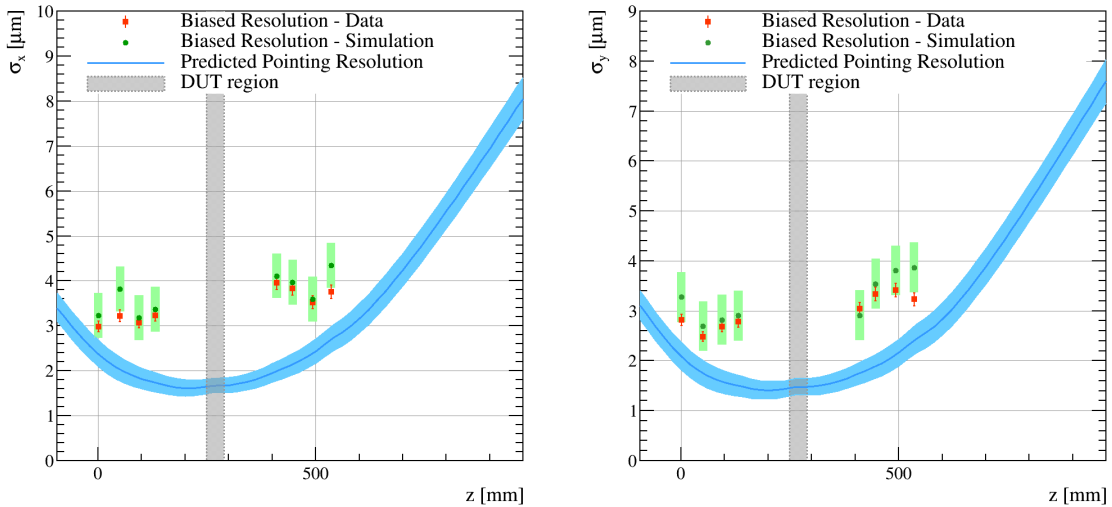 σx [μm]
10
9
8
7
6
5
4
3
2
1
0
Biased Resolution - Data
Biased Resolution - Simulation
Predicted Pointing Resolution
DUT region
0
500
z [mm]
σy [μm]
9
8
7
6
5
4
3
2
1
0
Biased Resolution - Data
Biased Resolution - Simulation
Predicted Pointing Resolution
DUT region
0
500
z [mm]